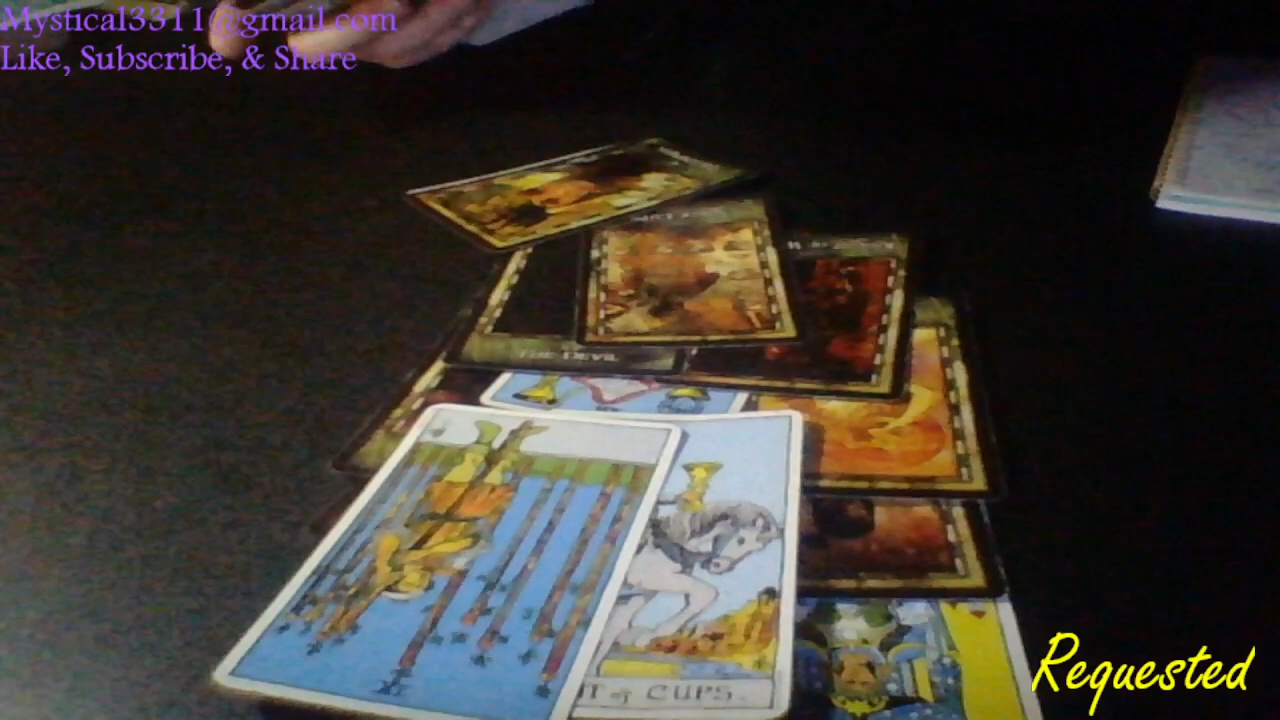 Mystical3311@gmail.com
Like, Subscribe, & Share
THE DEVIL
OF CUPS.
Requested